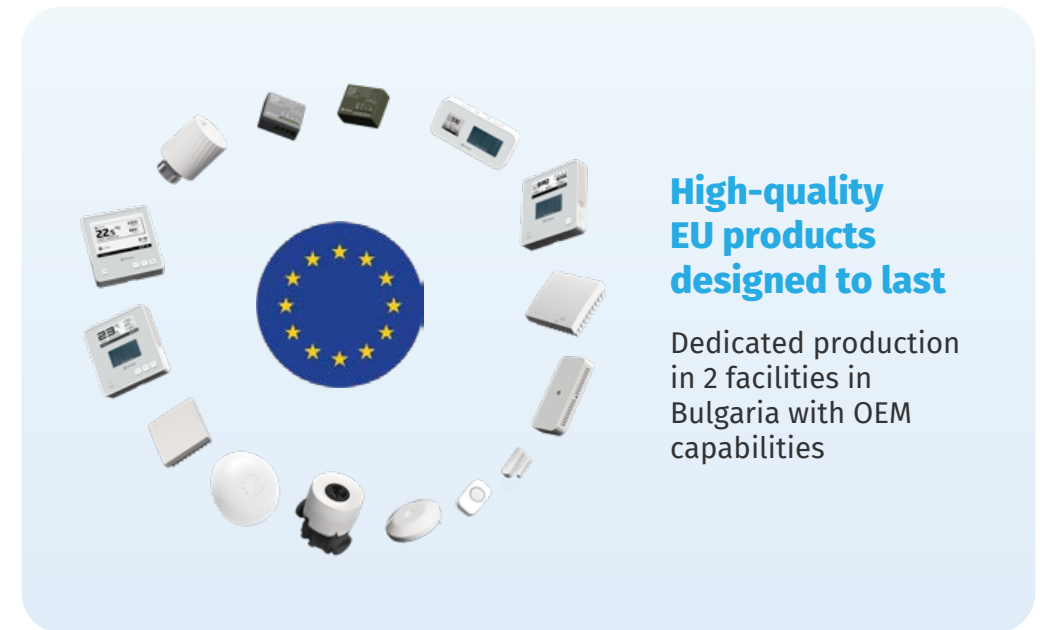 High-quality
EU products
designed to last
Dedicated production
in 2 facilities in
Bulgaria with OEM
capabilities